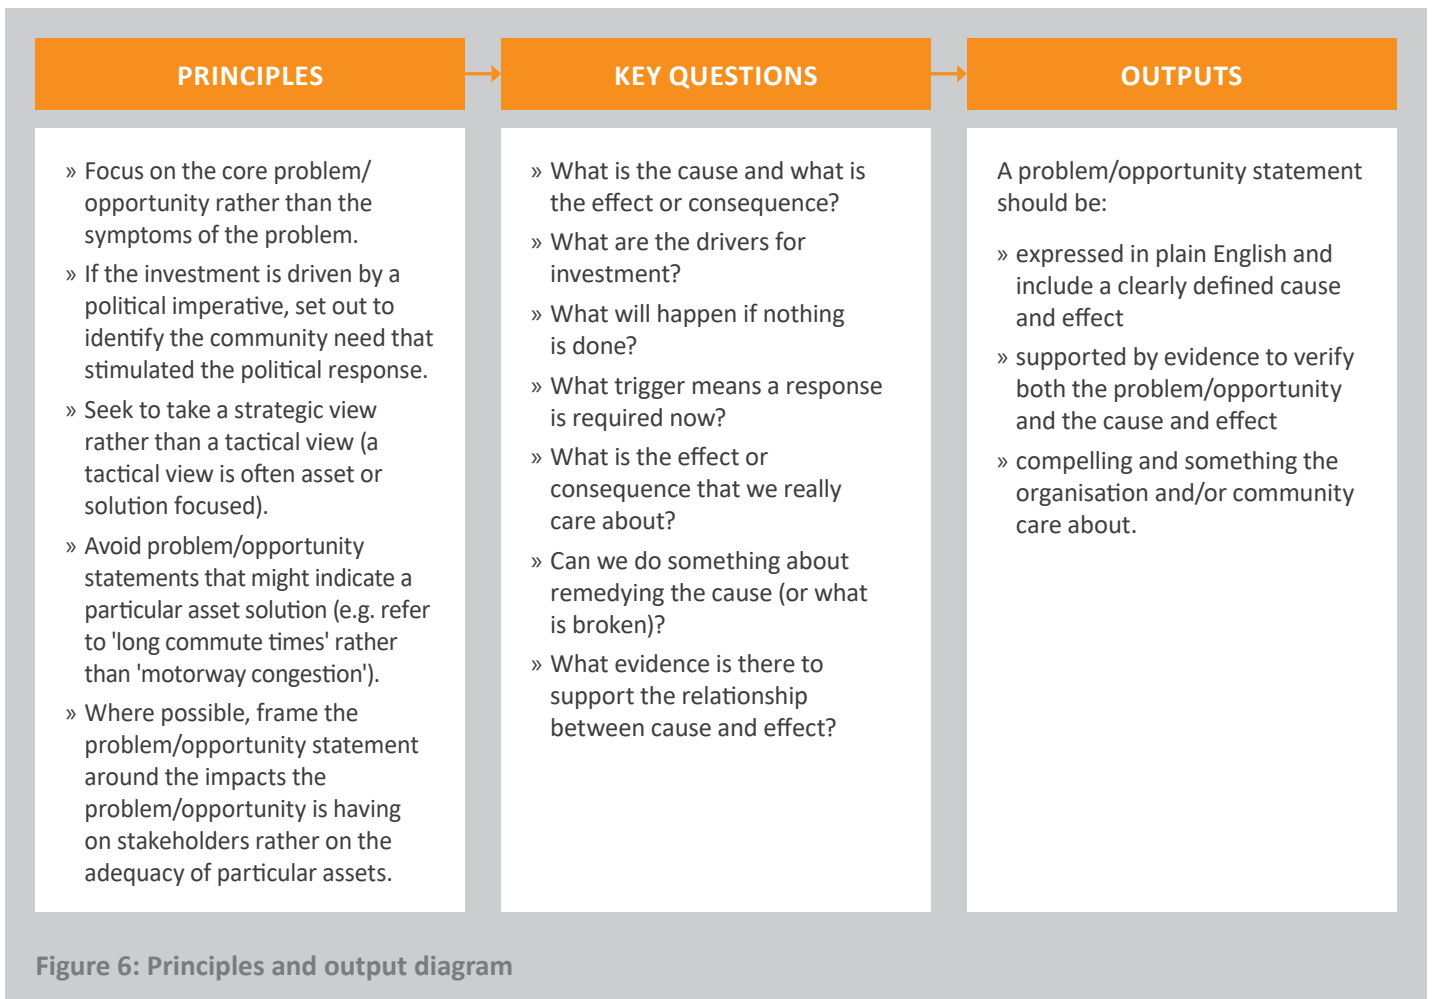 PRINCIPLES
» Focus on the core problem/
opportunity rather than the
symptoms of the problem.
» If the investment is driven by a
political imperative, set out to
identify the community need that
stimulated the political response.
» Seek to take a strategic view
rather than a tactical view (a
tactical view is often asset or
solution focused).
» Avoid problem/opportunity
statements that might indicate a
particular asset solution (e.g. refer
to 'long commute times' rather
than 'motorway congestion').
» Where possible, frame the
problem/opportunity statement
around the impacts the
problem/opportunity is having
on stakeholders rather on the
adequacy of particular assets.
KEY QUESTIONS
» What is the cause and what is
the effect or consequence?
» What are the drivers for
investment?
» What will happen if nothing
is done?
» What trigger means a response
is required now?
» What is the effect or
consequence that we really
care about?
» Can we do something about
remedying the cause (or what
is broken)?
» What evidence is there to
support the relationship
between cause and effect?
OUTPUTS
A problem/opportunity statement
should be:
» expressed in plain English and
include a clearly defined cause
and effect
» supported by evidence to verify
both the problem/opportunity
and the cause and effect
» compelling and something the
organisation and/or community
care about.
Figure 6: Principles and output diagram